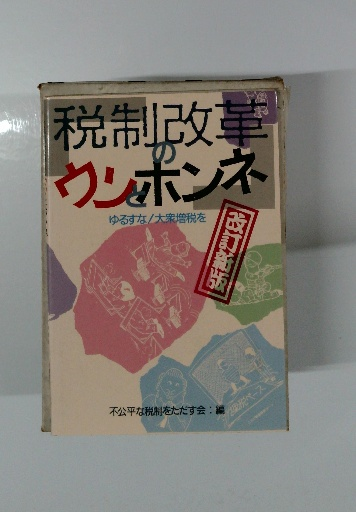 税制改革
の
ウソとホンネ
ゆるすな/大衆増税を
改訂新版
不公平な税制をただす会：編